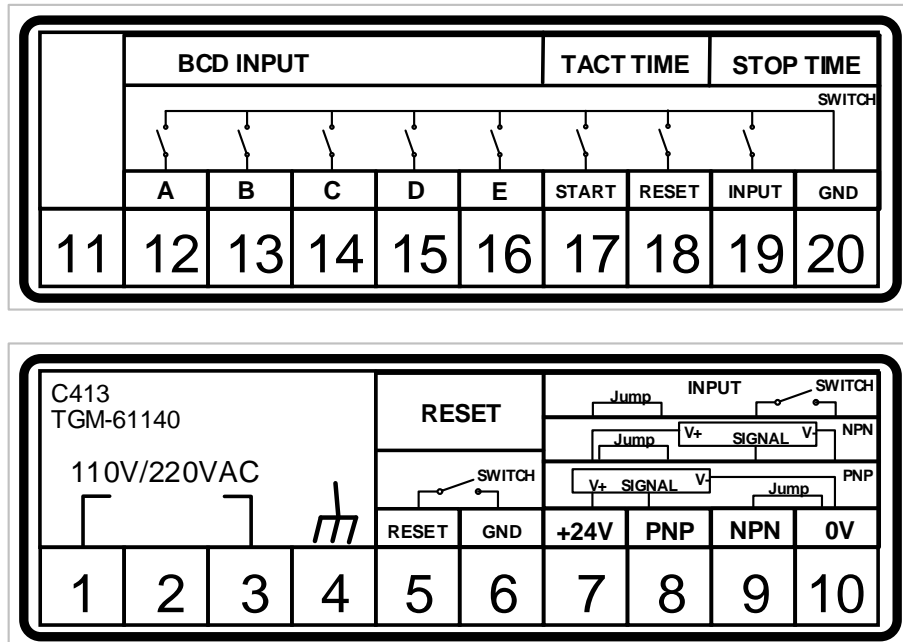 BCD INPUT TACT TIME STOP TIME
SWITCH
A B C D E START RESET INPUT GND
11 12 13 14 15 16 17 18 19 20
C413
TGM-61140
110V/220VAC
RESET
SWITCH
RESET GND
Jump INPUT SWITCH
Jump V+ SIGNAL V- NPN
V+ SIGNAL V- Jump PNP
+24V PNP NPN 0V
1 2 3 4 5 6 7 8 9 10